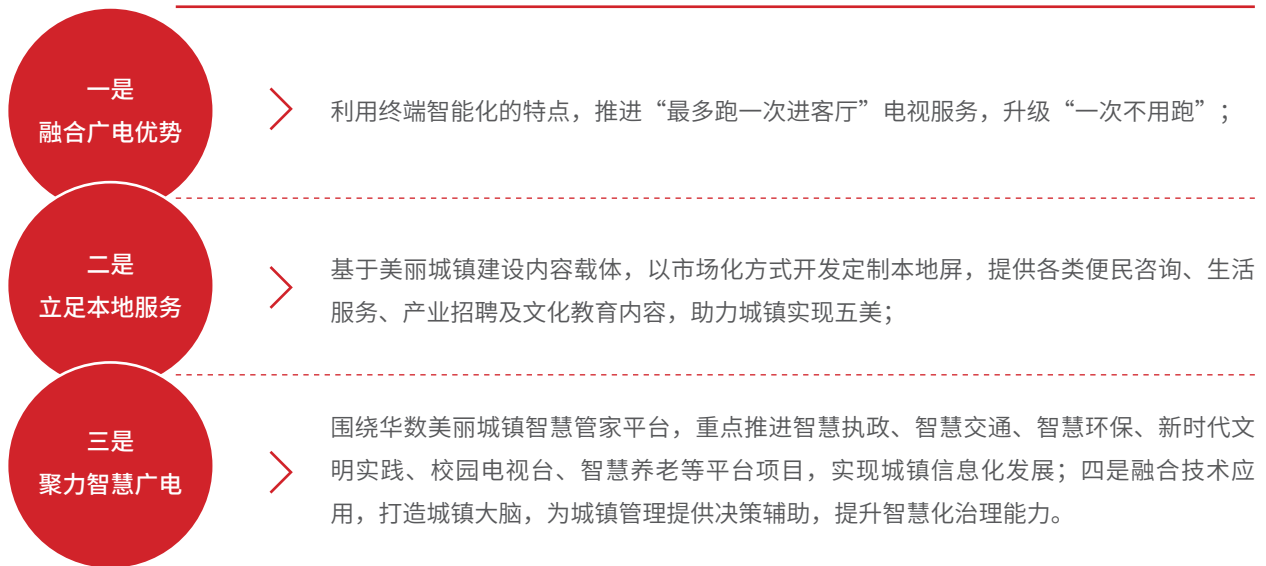 一是
融合广电优势
利用终端智能化的特点，推进“最多跑一次进客厅”电视服务，升级“一次不用跑”；
二是
立足本地服务
基于美丽城镇建设内容载体，以市场化方式开发定制本地屏，提供各类便民咨询、生活
服务、产业招聘及文化教育内容，助力城镇实现五美；
三是
聚力智慧广电
围绕华数美丽城镇智慧管家平台，重点推进智慧执政、智慧交通、智慧环保、新时代文
明实践、校园电视台、智慧养老等平台项目，实现城镇信息化发展；四是融合技术应
用，打造城镇大脑，为城镇管理提供决策辅助，提升智慧化治理能力。